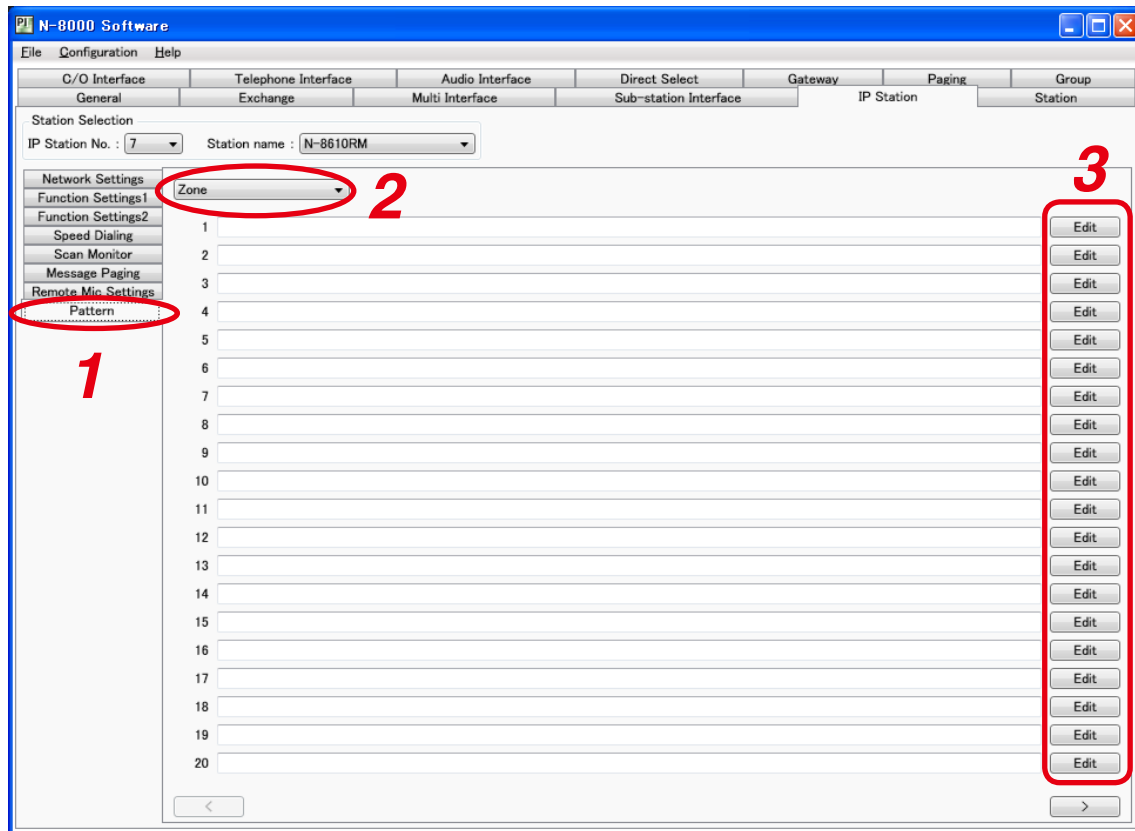 N-8000 Software
File Configuration Help
C/O Interface Telephone Interface Audio Interface Direct Select Gateway Paging Group
General Exchange Multi Interface Sub-station Interface IP Station Station
Station Selection
IP Station No. : 7 Station name : N-8610RM
Network Settings
Function Settings1
Function Settings2
Speed Dialing
Scan Monitor
Message Paging
Remote Mic Settings
Pattern
1
Zone
2
3
1 Edit
2 Edit
3 Edit
4 Edit
5 Edit
6 Edit
7 Edit
8 Edit
9 Edit
10 Edit
11 Edit
12 Edit
13 Edit
14 Edit
15 Edit
16 Edit
17 Edit
18 Edit
19 Edit
20 Edit
< >